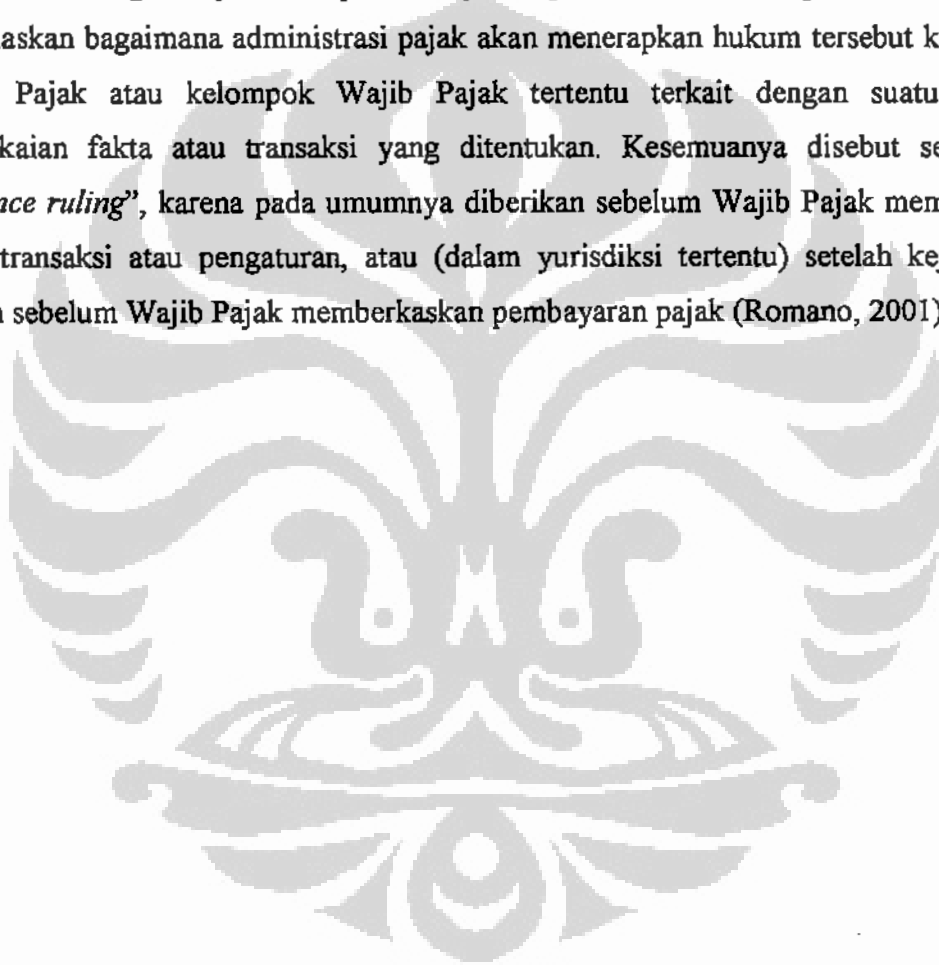 askan bagaimana administrasi pajak akan menerapkan hukum tersebut k
Pajak atau kelompok Wajib Pajak tertentu terkait dengan suatu
kaian fakta atau transaksi yang ditentukan. Kesemuanya disebut se
nce ruling”, karena pada umumnya diberikan sebelum Wajib Pajak mem
transaksi atau pengaturan, atau (dalam yurisdiksi tertentu) setelah ke
sebelum Wajib Pajak memberkaskan pembayaran pajak (Romano, 2001)